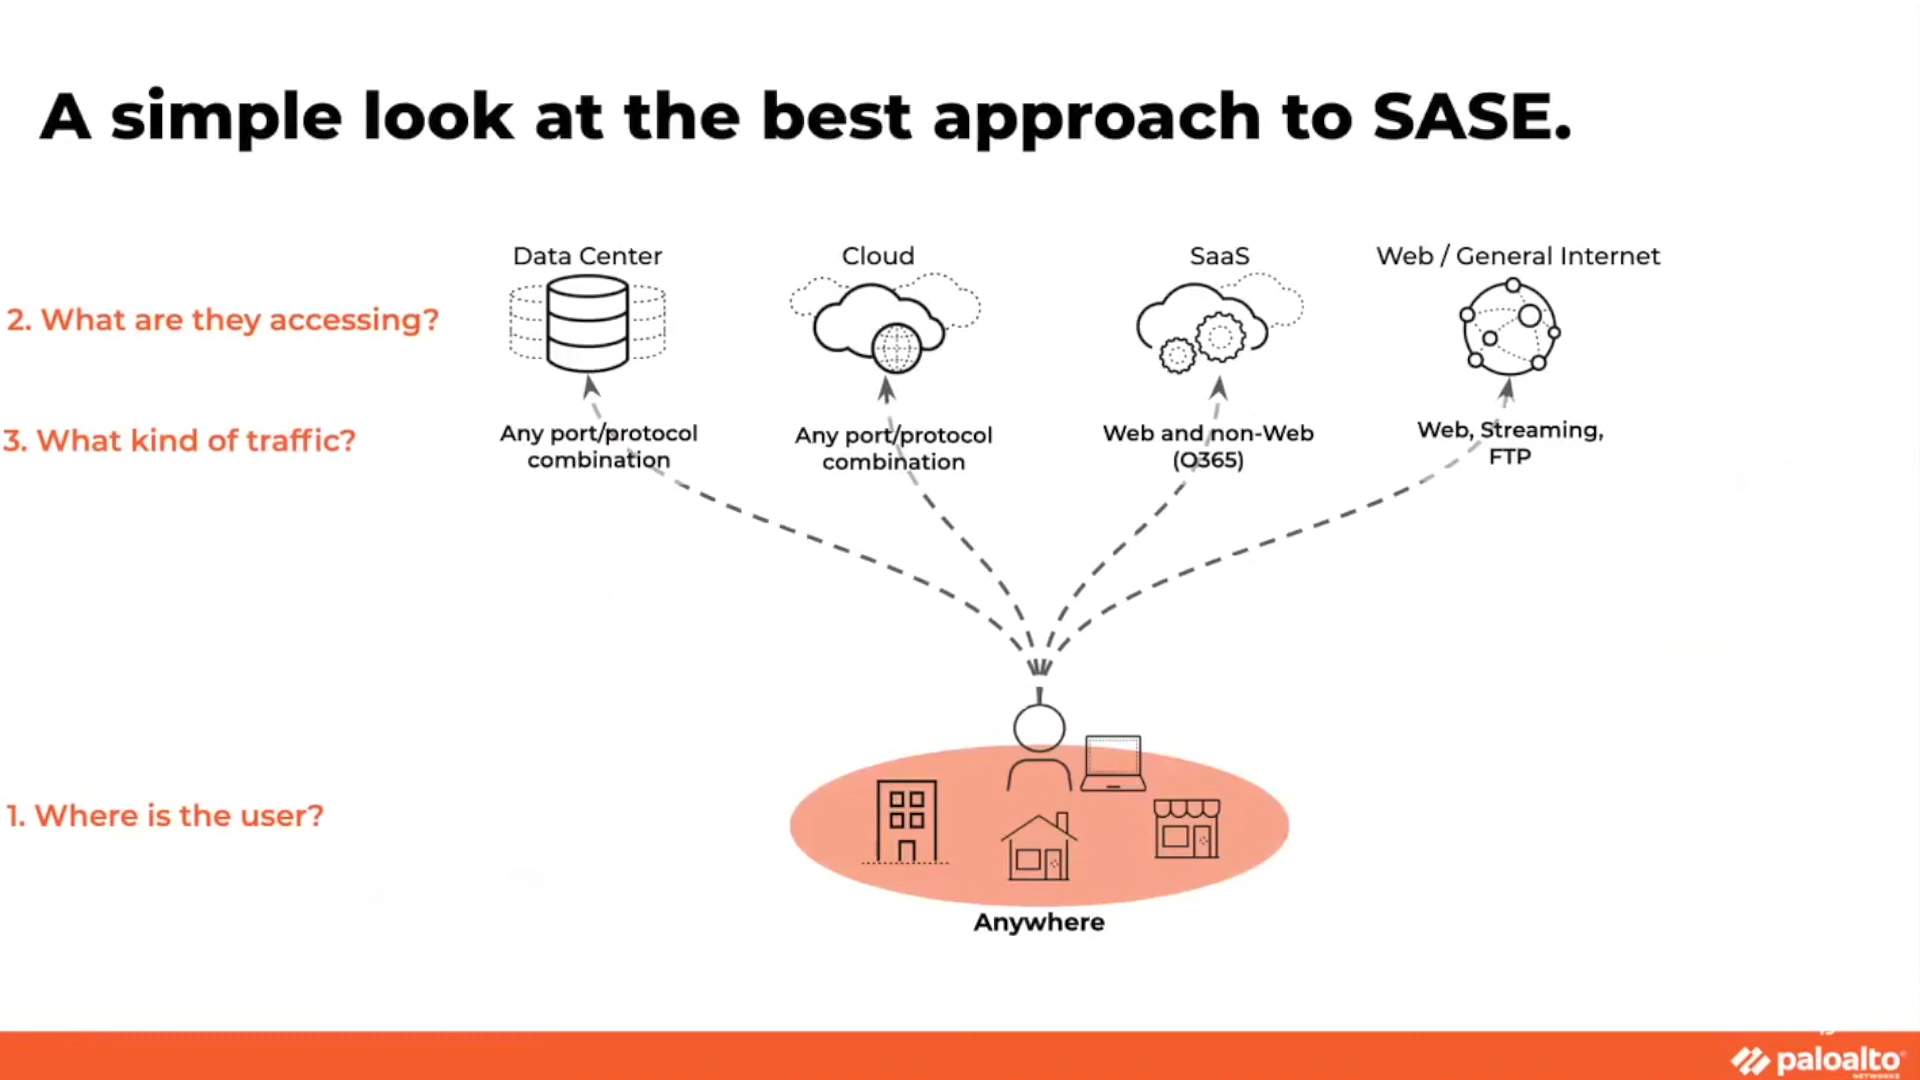 A simple look at the best approach to SASE.
Data Center
Cloud
SaaS
Web / General Internet
2. What are they accessing?
3. What kind of traffic?
Any port/protocol
combination
Any port/protocol
combination
Web and non-Web
(O365)
Web, Streaming,
FTP
1. Where is the user?
Anywhere
paloalto
NETWORKS